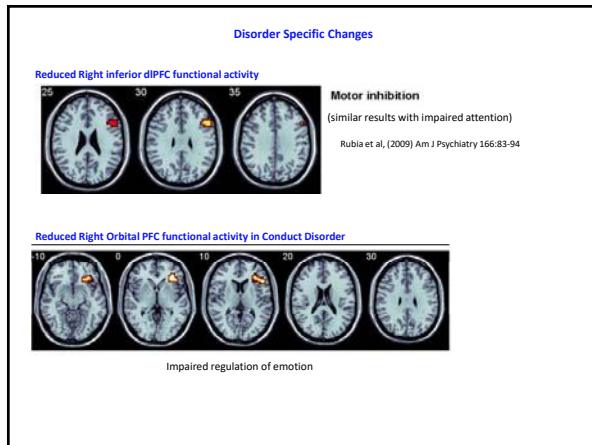 Disorder Specific Changes
Reduced Right inferior dlPFC functional activity
25 30 35
Motor inhibition
(similar results with impaired attention)
Rubia et al, (2009) Am J Psychiatry 166:83-94
Reduced Right Orbital PFC functional activity in Conduct Disorder
-10 0 10 20 30
Impaired regulation of emotion